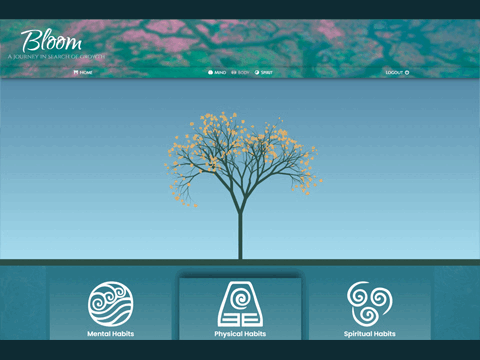 Bloom
A JOURNEY IN SEARCH OF GROWTH
HOME
MIND
BODY
SPIRIT
LOGOUT
Mental Habits
Physical Habits
Spiritual Habits